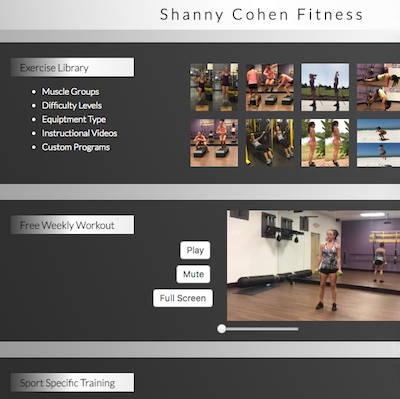 Shanny Cohen Fitness
Exercise Library
Muscle Groups
Difficulty Levels
Equiptment Type
Instructional Videos
Custom Programs
Free Weekly Workout
Play
Mute
Full Screen
Sport Specific Training